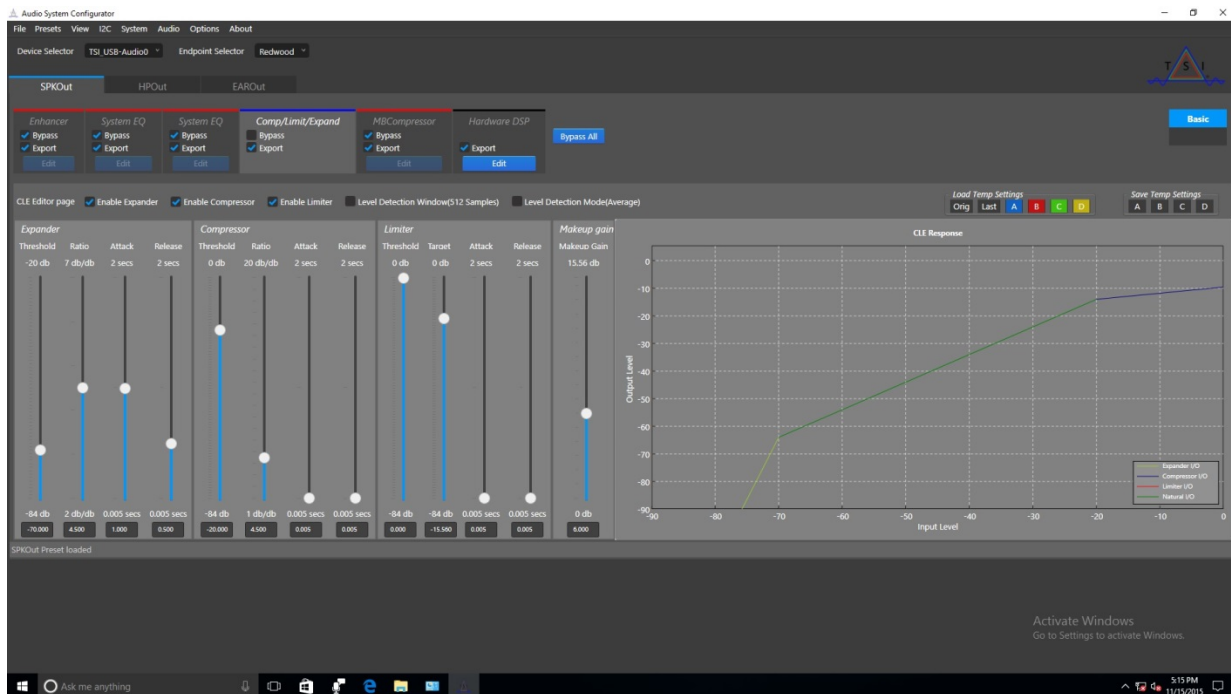 Audio System Configurator
File Presets View I2C System Audio Options About
Device Selector TSI_USB-Audio0 Endpoint Selector Redwood
T S I
SPKOut HPOut EAROut
Enhancer System EQ System EQ Comp/Limit/Expand MBCompressor Hardware DSP
Bypass Bypass Bypass Bypass Bypass
Export Export Export Export Export Export
Edit Edit Edit Edit Edit
Bypass All
Basic
CLE Editor page Enable Expander Enable Compressor Enable Limiter Level Detection Window(512 Samples) Level Detection Mode(Average)
Load Temp Settings
Orig Last A B C D
Save Temp Settings
A B C D
Expander Compressor Limiter Makeup gain
Threshold Ratio Attack Release Threshold Ratio Attack Release Threshold Target Attack Release Makeup Gain
-20 db 7 db/db 2 secs 2 secs 0 db 20 db/db 2 secs 2 secs 0 db 0 db 2 secs 2 secs 15.56 db
-84 db 2 db/db 0.005 secs 0.005 secs -84 db 1 db/db 0.005 secs 0.005 secs -84 db -84 db 0.005 secs 0.005 secs 0 db
-70.000 4.500 1.000 0.500 -20.000 4.500 0.005 0.005 0.000 -15.560 0.005 0.005 6.000
CLE Response
Output Level
0
-10
-20
-30
-40
-50
-60
-70
-80
-90
-90 -80 -70 -60 -50 -40 -30 -20 -10 0
Input Level
Expander I/O
Compressor I/O
Limiter I/O
Natural I/O
SPKOut Preset loaded
Activate Windows
Go to Settings to activate Windows.
Ask me anything
5:15 PM
11/15/2015